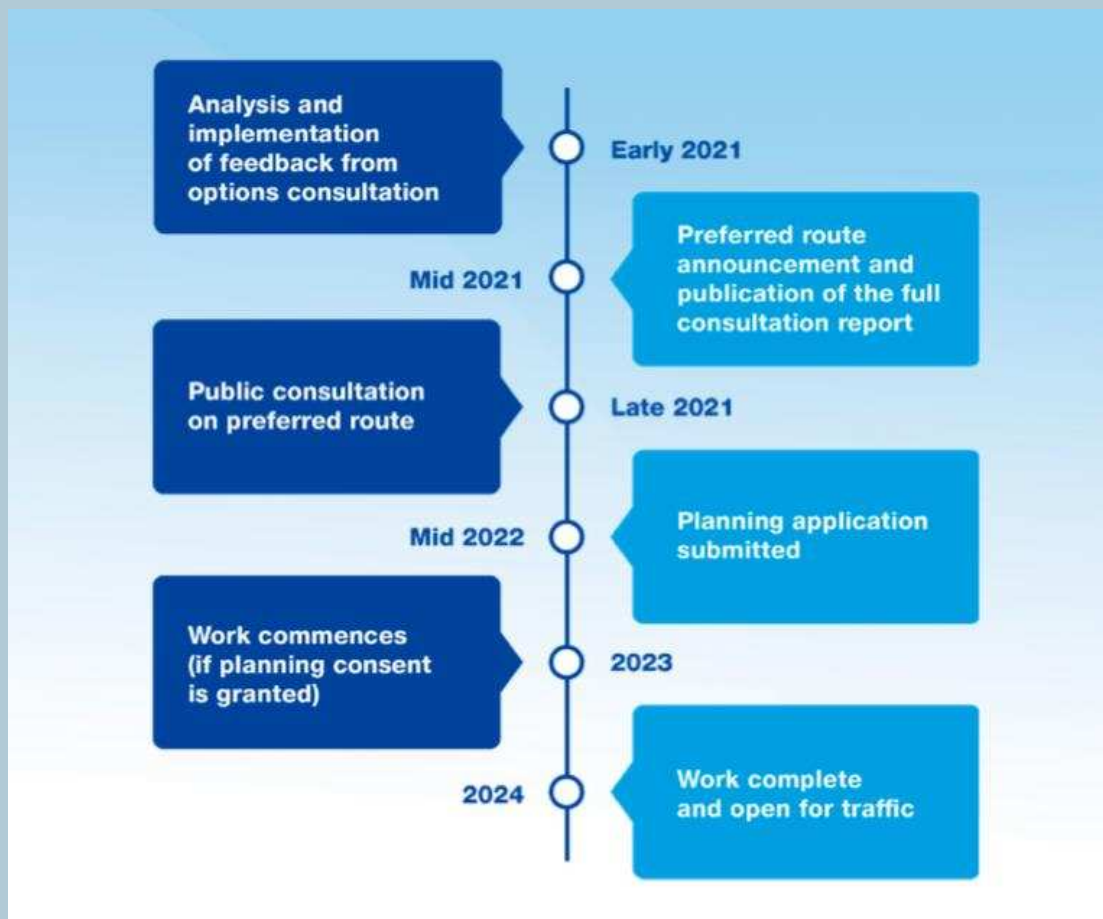 Analysis and
implementation
of feedback from
options consultation
Early 2021
Mid 2021
Preferred route
announcement and
publication of the full
consultation report
Public consultation
on preferred route
Late 2021
Mid 2022
Planning application
submitted
Work commences
(if planning consent
is granted)
2023
2024
Work complete
and open for traffic